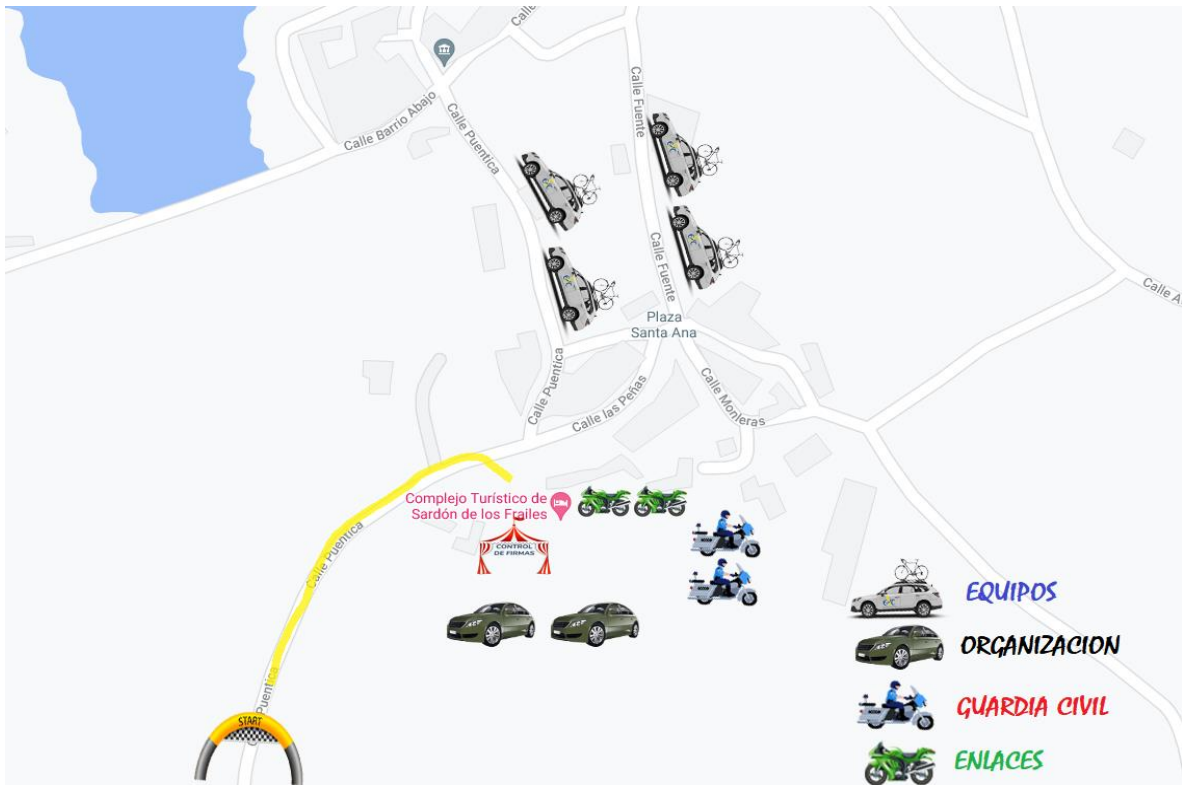 Calle
Calle Barrio Abajo
Calle Puentica
Calle Fuente
Calle Fuente
Plaza
Santa Ana
Calle A
Calle Puentica
Calle las Peñas
Calle Monleras
Complejo Turístico de
Sardón de los Frailes
CONTROL
DE FIRMAS
Calle Puentica
Puentica
START
EQUIPOS
ORGANIZACION
GUARDIA CIVIL
ENLACES